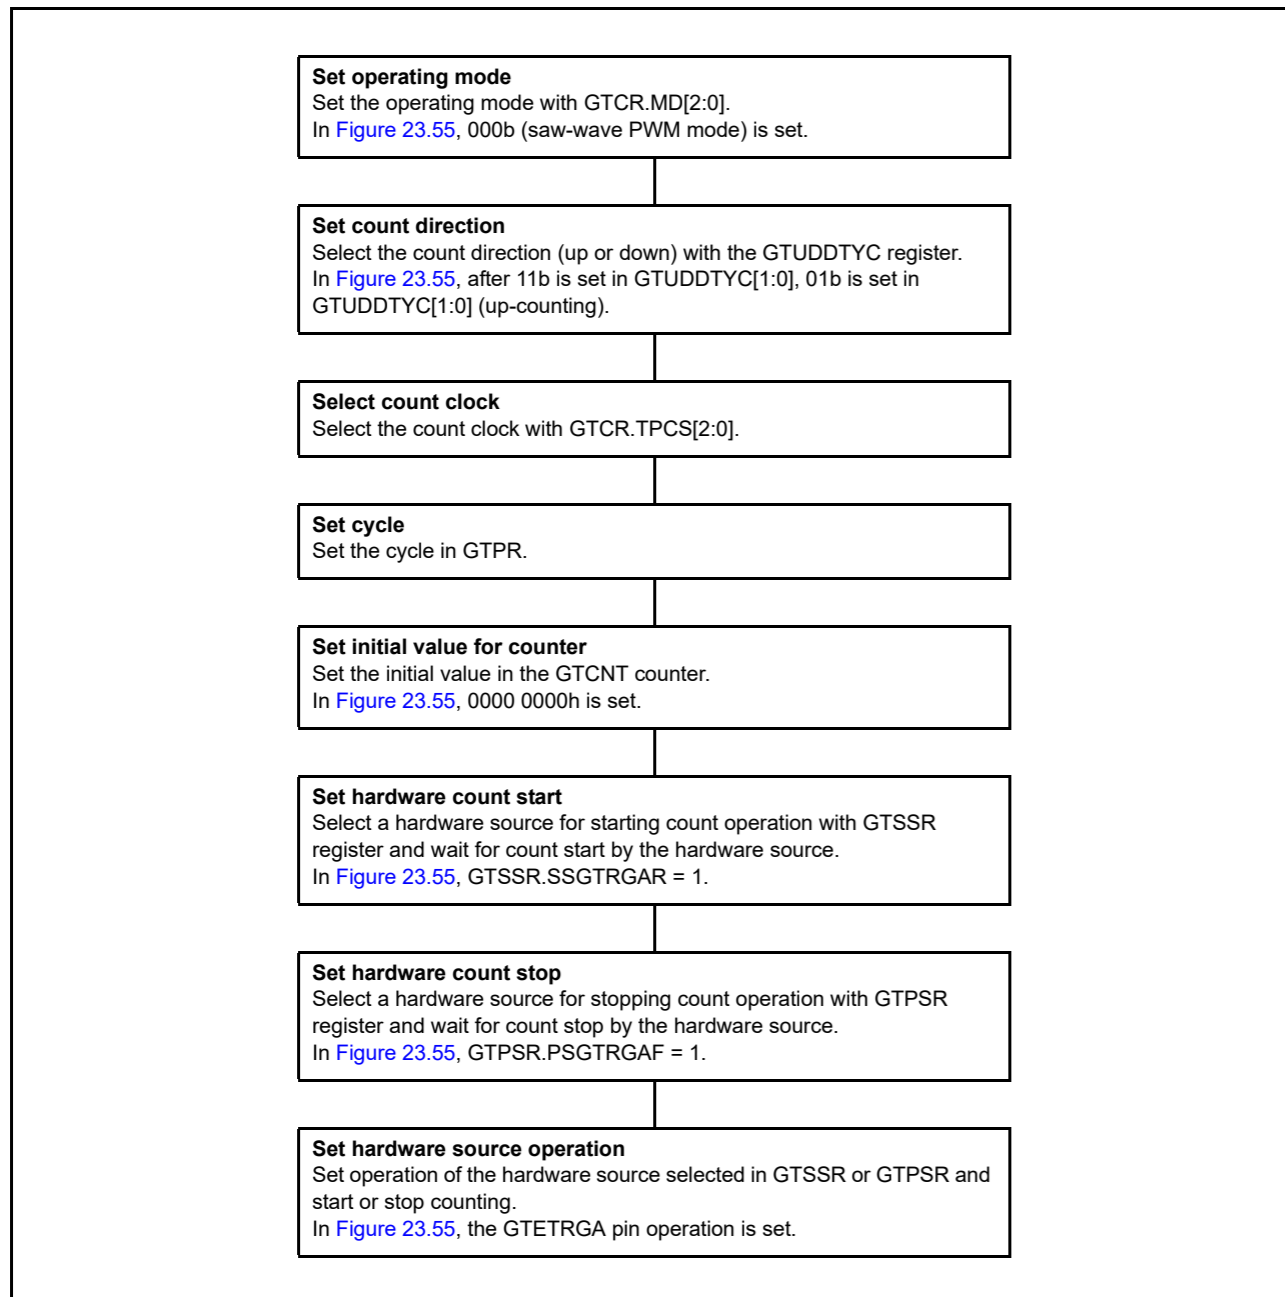 Set operating mode
Set the operating mode with GTCR.MD[2:0].
In Figure 23.55, 000b (saw-wave PWM mode) is set.
Set count direction
Select the count direction (up or down) with the GTUDDTYC register.
In Figure 23.55, after 11b is set in GTUDDTYC[1:0], 01b is set in
GTUDDTYC[1:0] (up-counting).
Select count clock
Select the count clock with GTCR.TPCS[2:0].
Set cycle
Set the cycle in GTPR.
Set initial value for counter
Set the initial value in the GTCNT counter.
In Figure 23.55, 0000 0000h is set.
Set hardware count start
Select a hardware source for starting count operation with GTSSR
register and wait for count start by the hardware source.
In Figure 23.55, GTSSR.SSGTRGAR = 1.
Set hardware count stop
Select a hardware source for stopping count operation with GTPSR
register and wait for count stop by the hardware source.
In Figure 23.55, GTPSR.PSGTRGAF = 1.
Set hardware source operation
Set operation of the hardware source selected in GTSSR or GTPSR and
start or stop counting.
In Figure 23.55, the GTETRGA pin operation is set.